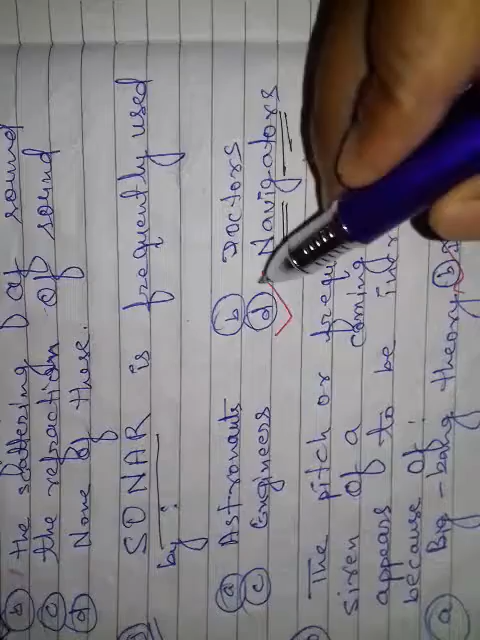 b the scattering of sound
c the refraction of sound
d None of these.
SONAR is frequently used
by:
a Astronauts b Doctors
c Engineers d Navigators
The pitch or
siren of a coming
appears to be incr
because of:
a Big-bang theory b